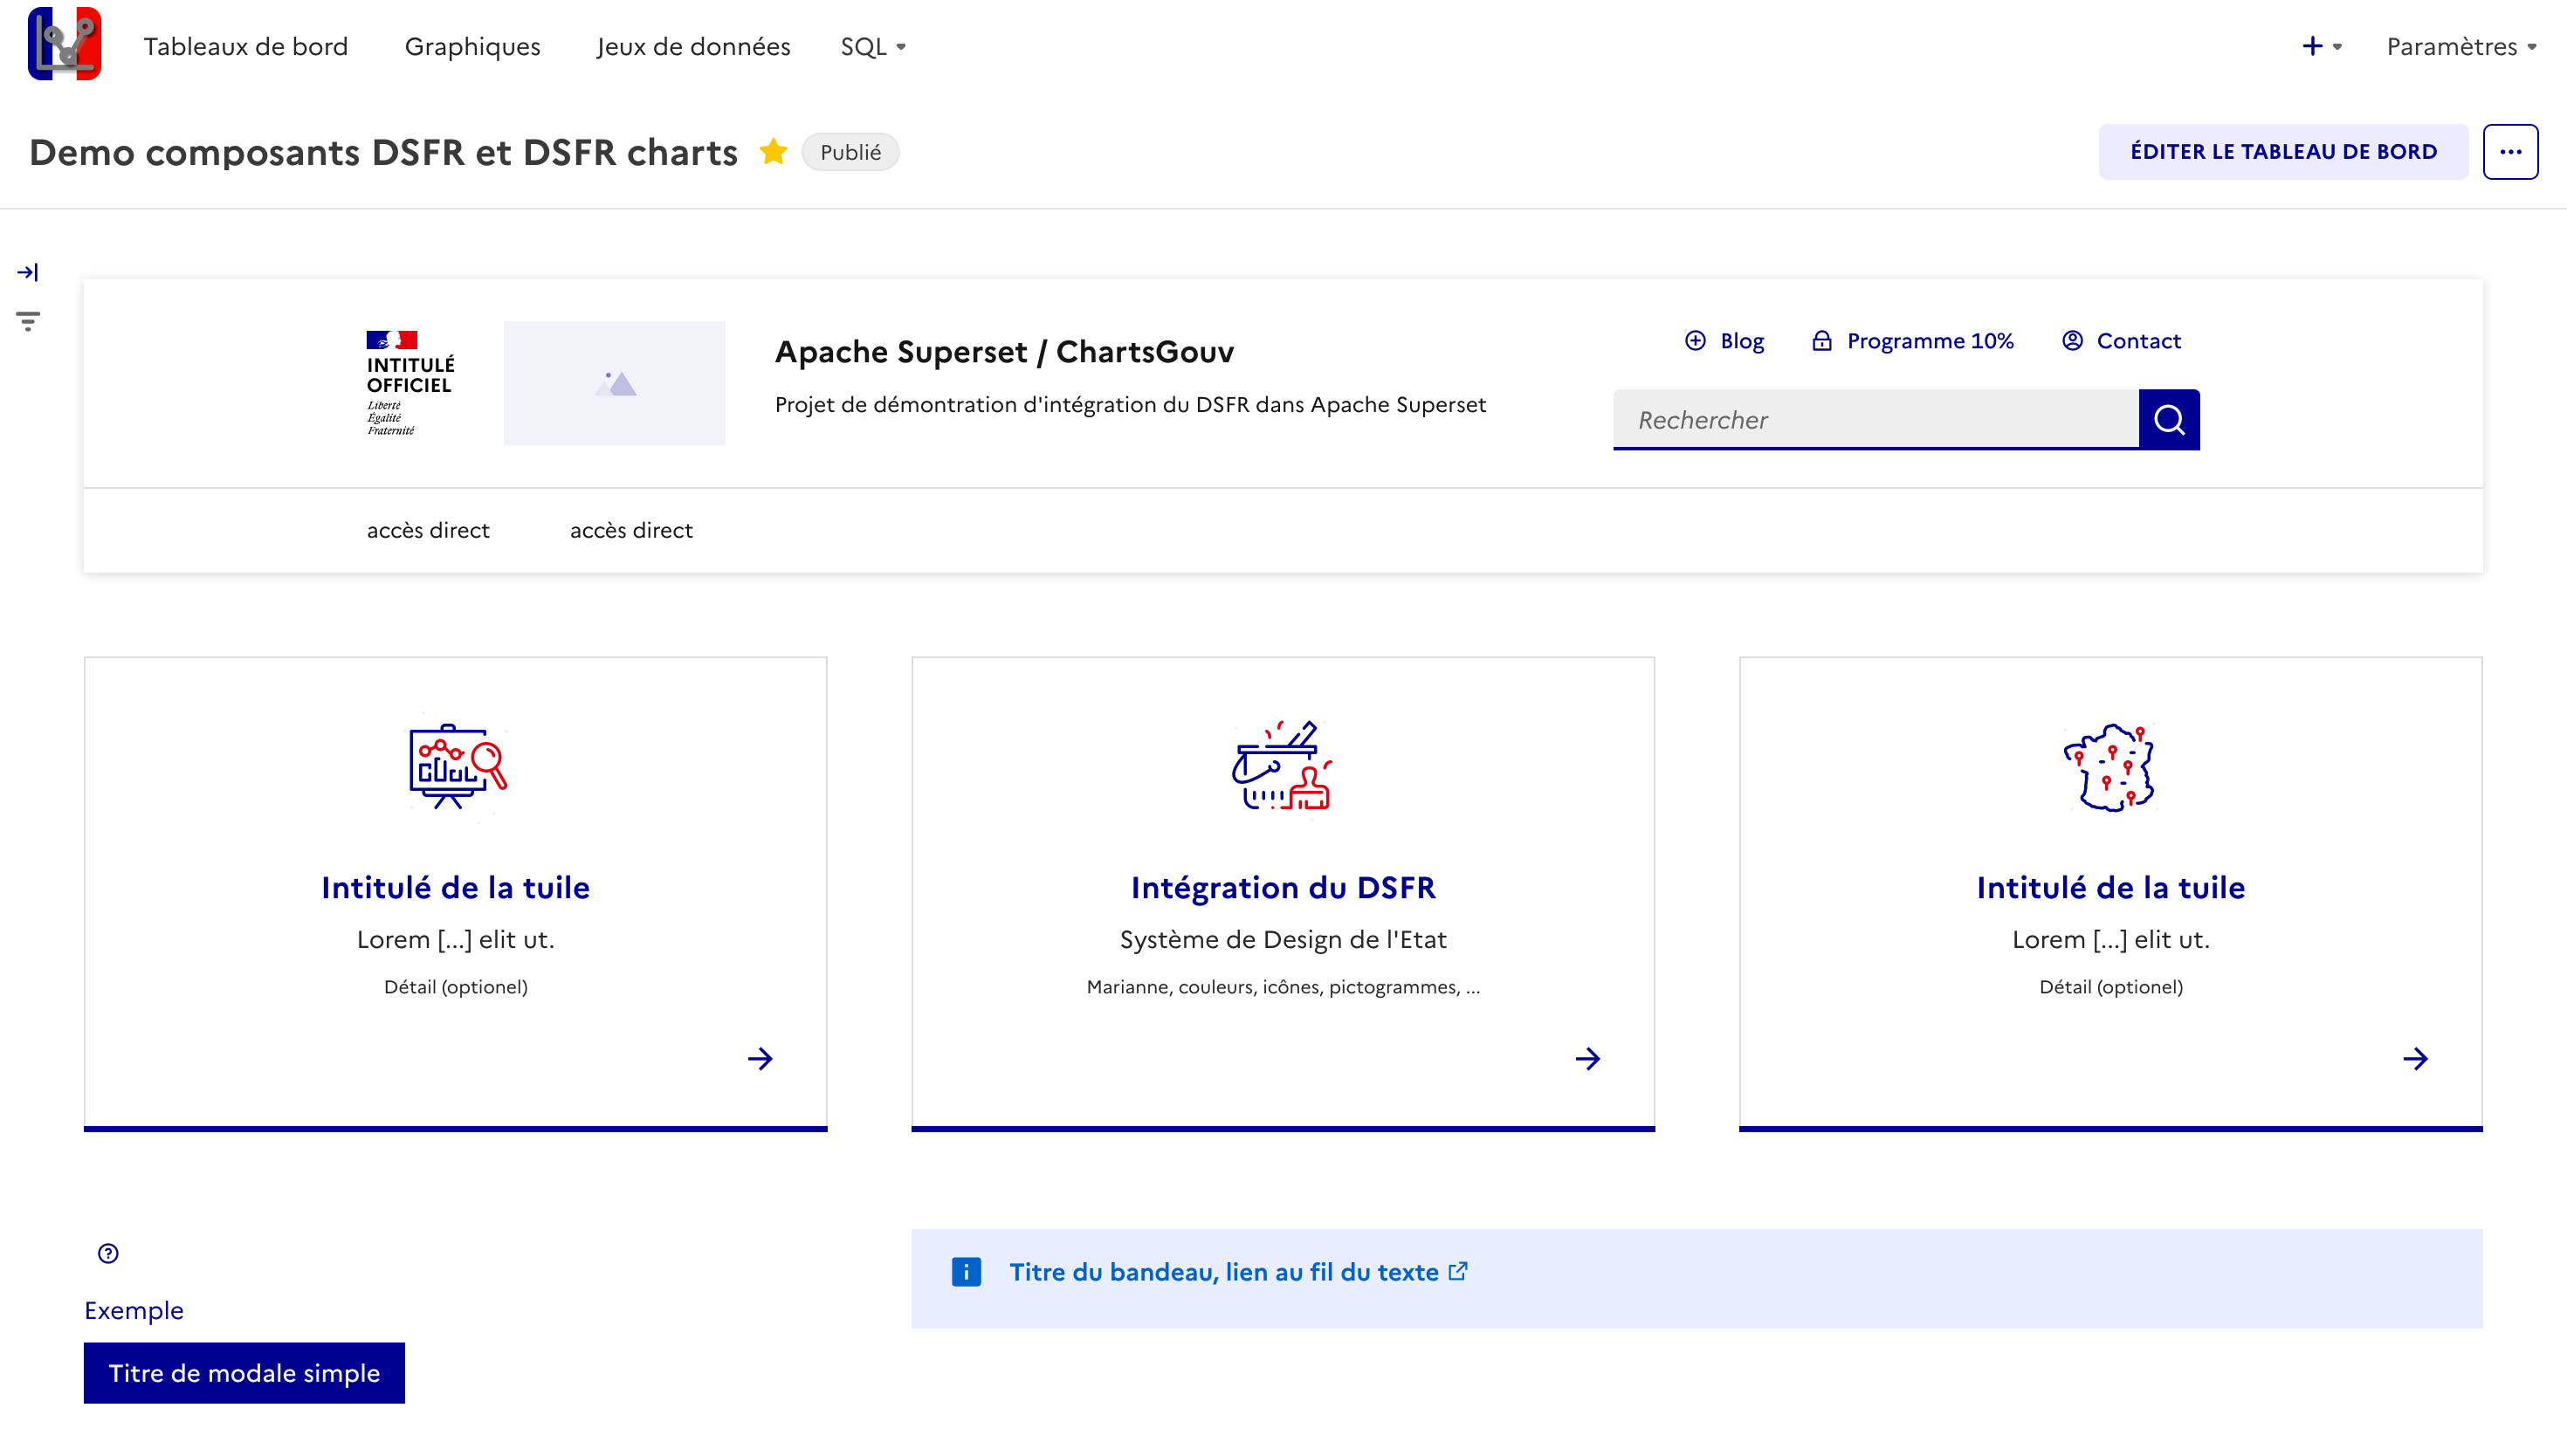 Tableaux de bord
Graphiques
Jeux de données
SQL
Paramètres
Demo composants DSFR et DSFR charts
Publié
ÉDITER LE TABLEAU DE BORD
INTITULÉ
OFFICIEL
Liberté
Égalité
Fraternité
Apache Superset / ChartsGouv
Projet de démontration d'intégration du DSFR dans Apache Superset
Blog
Programme 10%
Contact
Rechercher
accès direct
accès direct
Intitulé de la tuile
Lorem [...] elit ut.
Détail (optionel)
Intégration du DSFR
Système de Design de l'Etat
Marianne, couleurs, icônes, pictogrammes, ...
Intitulé de la tuile
Lorem [...] elit ut.
Détail (optionel)
Exemple
Titre de modale simple
Titre du bandeau, lien au fil du texte